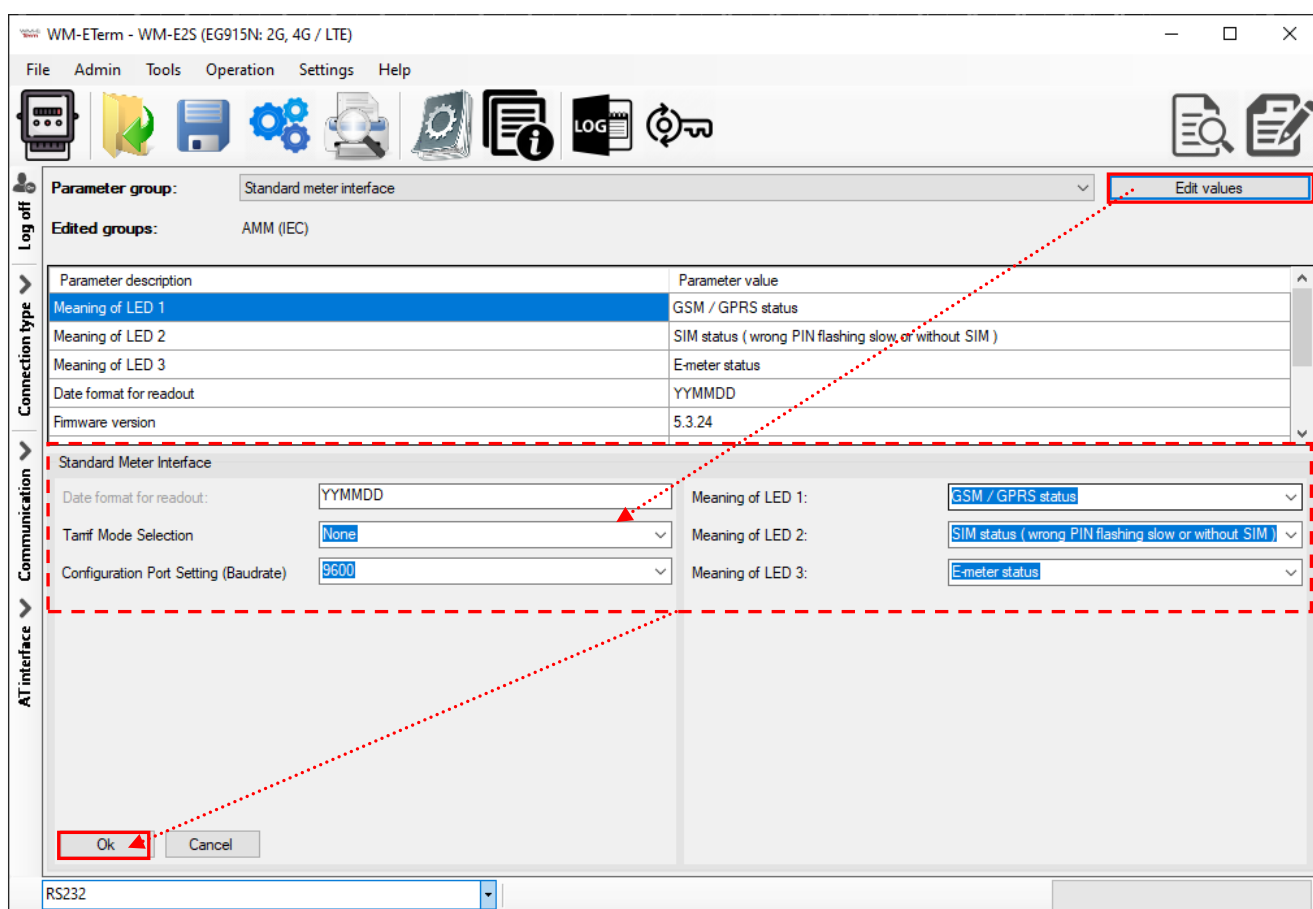 WM-ETerm - WM-E2S (EG915N: 2G, 4G / LTE)
File Admin Tools Operation Settings Help
LOG
Log off
Connection type
Communication
AT interface
Parameter group: Standard meter interface Edit values
Edited groups: AMM (IEC)
Parameter description Parameter value
Meaning of LED 1 GSM / GPRS status
Meaning of LED 2 SIM status ( wrong PIN flashing slow or without SIM )
Meaning of LED 3 E-meter status
Date format for readout YYMMDD
Firmware version 5.3.24
Standard Meter Interface
Date format for readout: YYMMDD Meaning of LED 1: GSM / GPRS status
Tarrif Mode Selection None Meaning of LED 2: SIM status ( wrong PIN flashing slow or without SIM )
Configuration Port Setting (Baudrate) 9600 Meaning of LED 3: E-meter status
Ok Cancel
RS232